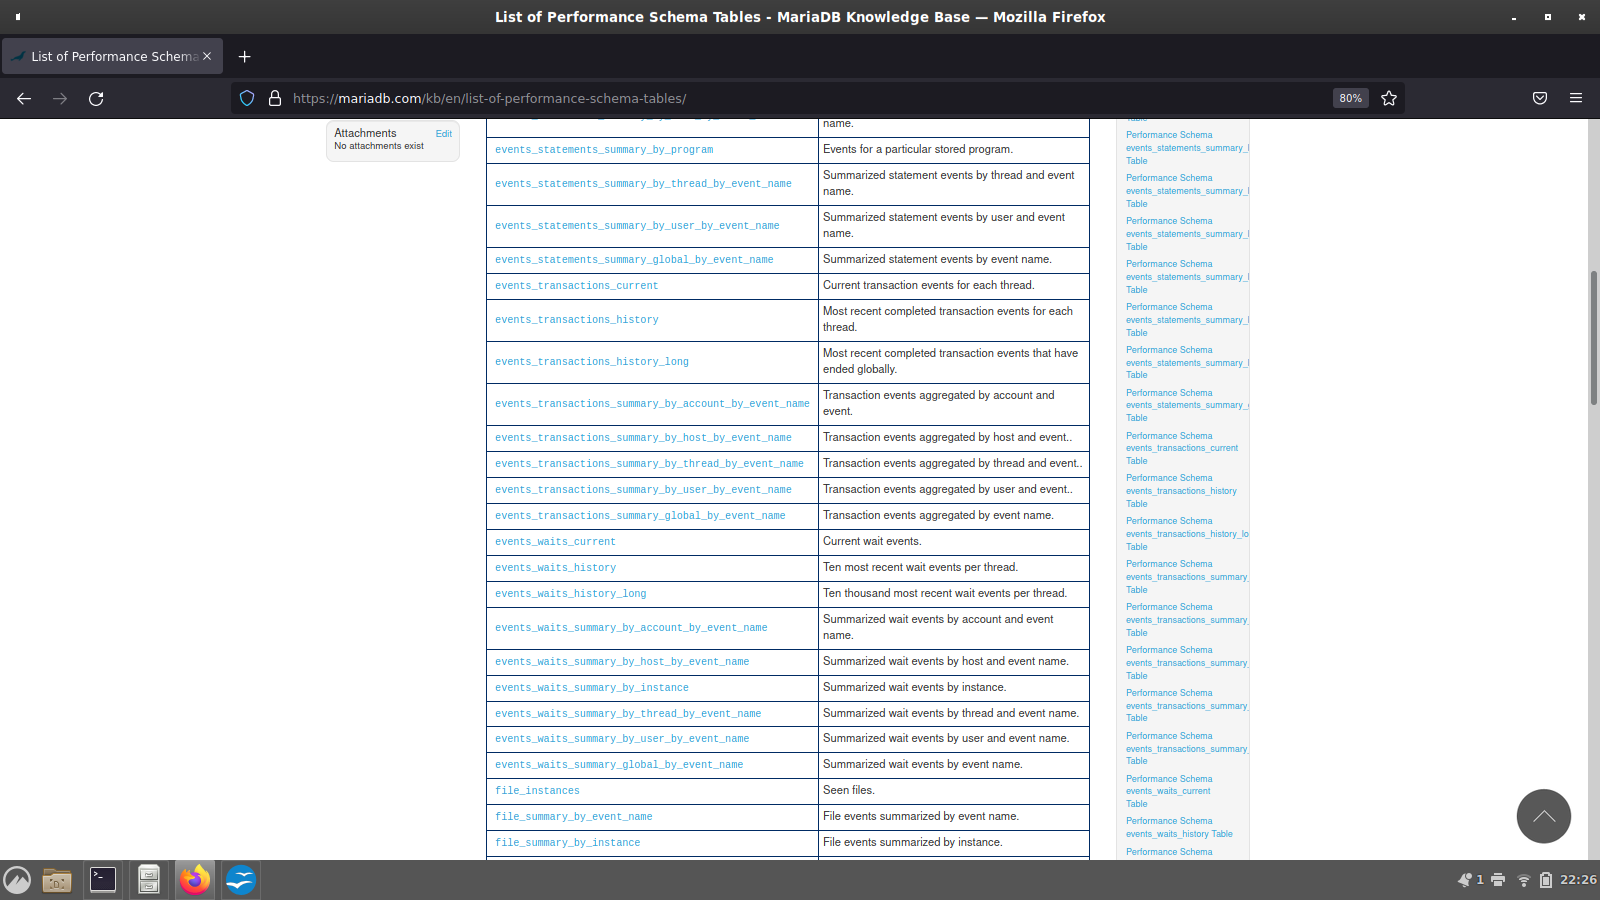 List of Performance Schema Tables - MariaDB Knowledge Base — Mozilla Firefox
List of Performance Schema
https://mariadb.com/kb/en/list-of-performance-schema-tables/
80%
Attachments
Edit
No attachments exist
name.
events_statements_summary_by_program
Events for a particular stored program.
events_statements_summary_by_thread_by_event_name
Summarized statement events by thread and event
name.
events_statements_summary_by_user_by_event_name
Summarized statement events by user and event
name.
events_statements_summary_global_by_event_name
Summarized statement events by event name.
events_transactions_current
Current transaction events for each thread.
events_transactions_history
Most recent completed transaction events for each
thread.
events_transactions_history_long
Most recent completed transaction events that have
ended globally.
events_transactions_summary_by_account_by_event_name
Transaction events aggregated by account and
event.
events_transactions_summary_by_host_by_event_name
Transaction events aggregated by host and event..
events_transactions_summary_by_thread_by_event_name
Transaction events aggregated by thread and event..
events_transactions_summary_by_user_by_event_name
Transaction events aggregated by user and event..
events_transactions_summary_global_by_event_name
Transaction events aggregated by event name.
events_waits_current
Current wait events.
events_waits_history
Ten most recent wait events per thread.
events_waits_history_long
Ten thousand most recent wait events per thread.
events_waits_summary_by_account_by_event_name
Summarized wait events by account and event
name.
events_waits_summary_by_host_by_event_name
Summarized wait events by host and event name.
events_waits_summary_by_instance
Summarized wait events by instance.
events_waits_summary_by_thread_by_event_name
Summarized wait events by thread and event name.
events_waits_summary_by_user_by_event_name
Summarized wait events by user and event name.
events_waits_summary_global_by_event_name
Summarized wait events by event name.
file_instances
Seen files.
file_summary_by_event_name
File events summarized by event name.
file_summary_by_instance
File events summarized by instance.
Table
Performance Schema
events_statements_summary_
Table
Performance Schema
events_statements_summary_
Table
Performance Schema
events_statements_summary_
Table
Performance Schema
events_statements_summary_
Table
Performance Schema
events_statements_summary_
Table
Performance Schema
events_statements_summary_
Table
Performance Schema
events_statements_summary_
Table
Performance Schema
events_transactions_current
Table
Performance Schema
events_transactions_history
Table
Performance Schema
events_transactions_history_lo
Table
Performance Schema
events_transactions_summary_
Table
Performance Schema
events_transactions_summary_
Table
Performance Schema
events_transactions_summary_
Table
Performance Schema
events_transactions_summary_
Table
Performance Schema
events_transactions_summary_
Table
Performance Schema
events_waits_current
Table
Performance Schema
events_waits_history Table
Performance Schema
1
22:26